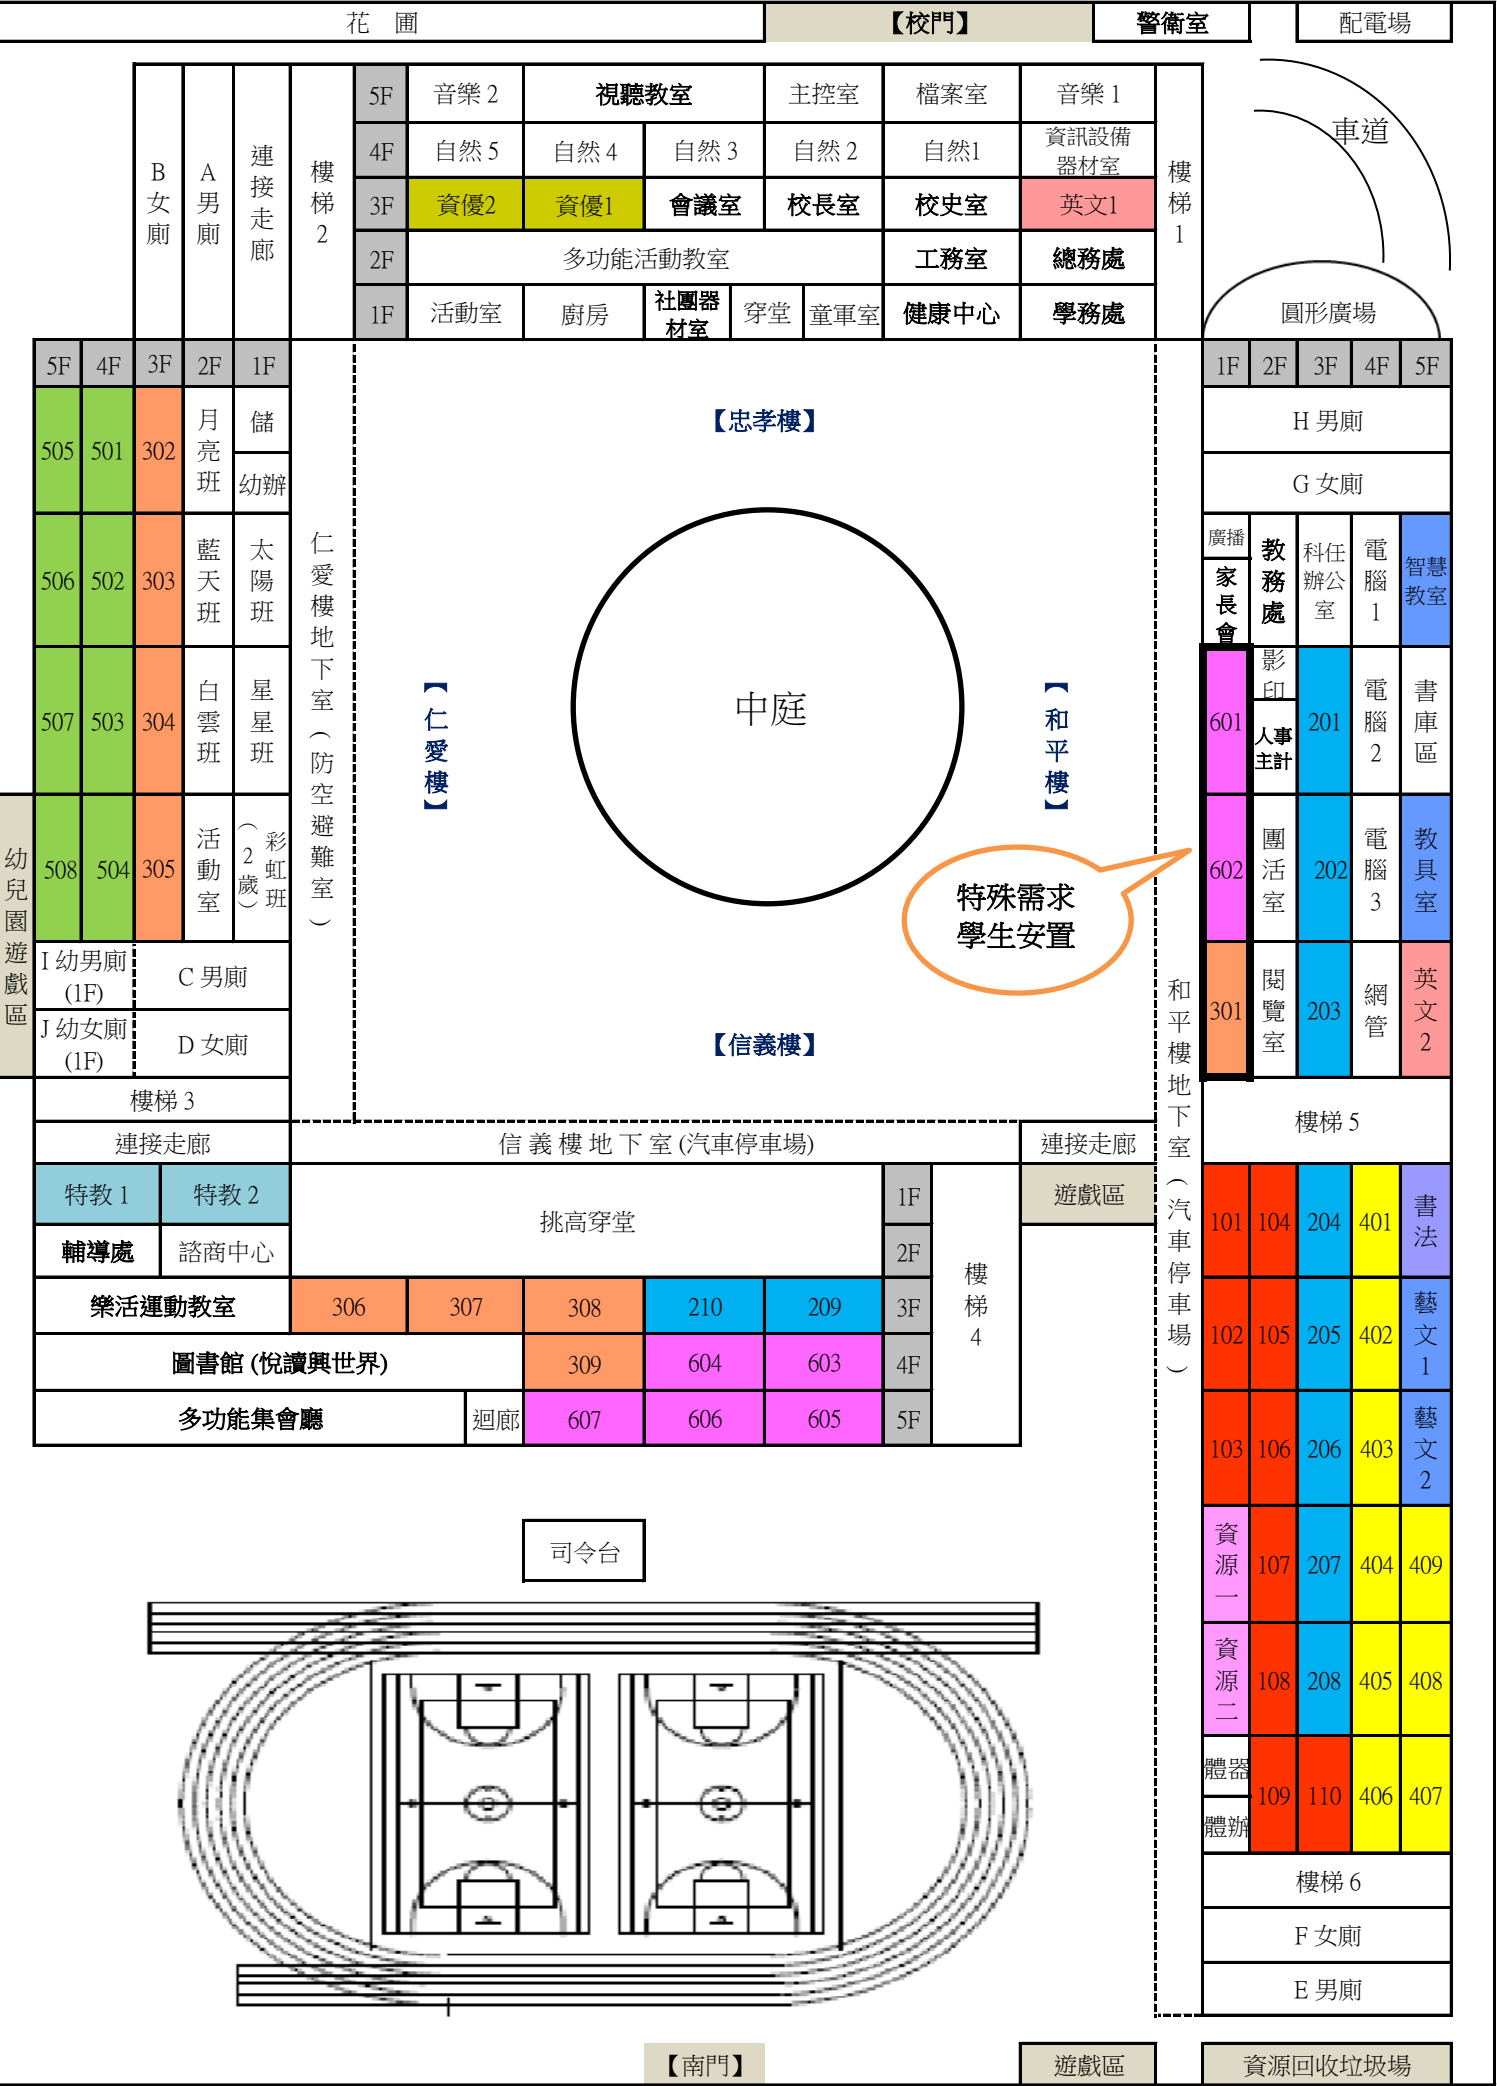 花 圃
【校門】
警衛室
配電場
B女廁
A男廁
連接走廊
樓梯2
5F 音樂2 視聽教室 主控室 檔案室 音樂1
4F 自然5 自然4 自然3 自然2 自然1 資訊設備
器材室
3F 資優2 資優1 會議室 校長室 校史室 英文1
2F 多功能活動教室 工務室 總務處
1F 活動室 廚房 社團器
材室 穿堂 童軍室 健康中心 學務處
樓梯1
車道
圓形廣場
5F 4F 3F 2F 1F
505 501 302 月亮班 儲
幼辦
506 502 303 藍天班 太陽班
507 503 304 白雲班 星星班
508 504 305 活動室 彩虹班
(2歲)
幼兒園遊戲區
I 幼男廁
(1F)
C 男廁
J 幼女廁
(1F)
D 女廁
樓梯3
連接走廊
仁愛樓地下室(防空避難室)
【忠孝樓】
【仁愛樓】
中庭
【和平樓】
特殊需求
學生安置
【信義樓】
信義樓地下室(汽車停車場)
連接走廊
遊戲區
和平樓地下室(汽車停車場)
1F 2F 3F 4F 5F
H 男廁
G 女廁
廣播
家長會
教務處
科任
辦公
室
電腦1
智慧
教室
601
影印
人事
主計
201 電腦2 書庫區
602 團活室 202 電腦3 教具室
301 閱覽室 203 網管 英文2
樓梯5
101 104 204 401 書法
102 105 205 402 藝文1
103 106 206 403 藝文2
資源一 107 207 404 409
資源二 108 208 405 408
體器
體辦
109 110 406 407
樓梯6
F 女廁
E 男廁
特教1 特教2 挑高穿堂 1F
輔導處 諮商中心 2F
樂活運動教室 306 307 308 210 209 3F
圖書館(悅讀興世界) 309 604 603 4F
多功能集會廳 迴廊 607 606 605 5F
樓梯4
司令台
【南門】
遊戲區
資源回收垃圾場